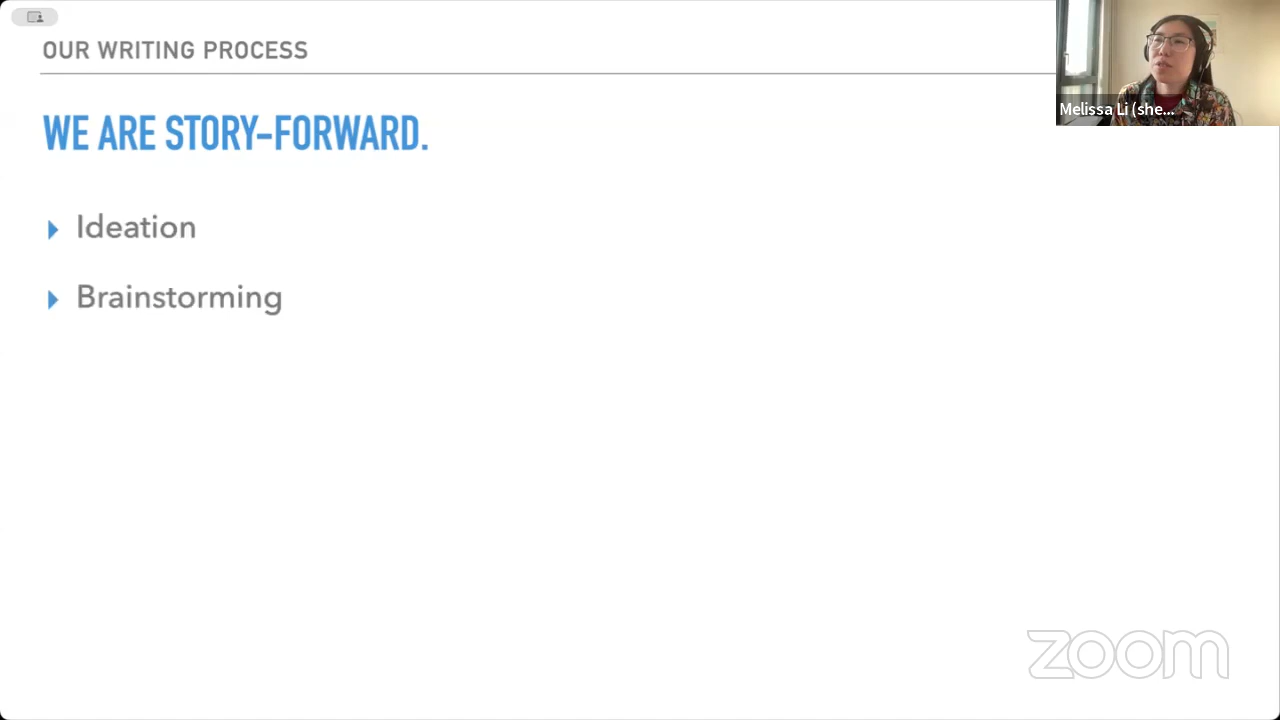 OUR WRITING PROCESS
Melissa Li (she...
WE ARE STORY-FORWARD.
Ideation
Brainstorming
zoom